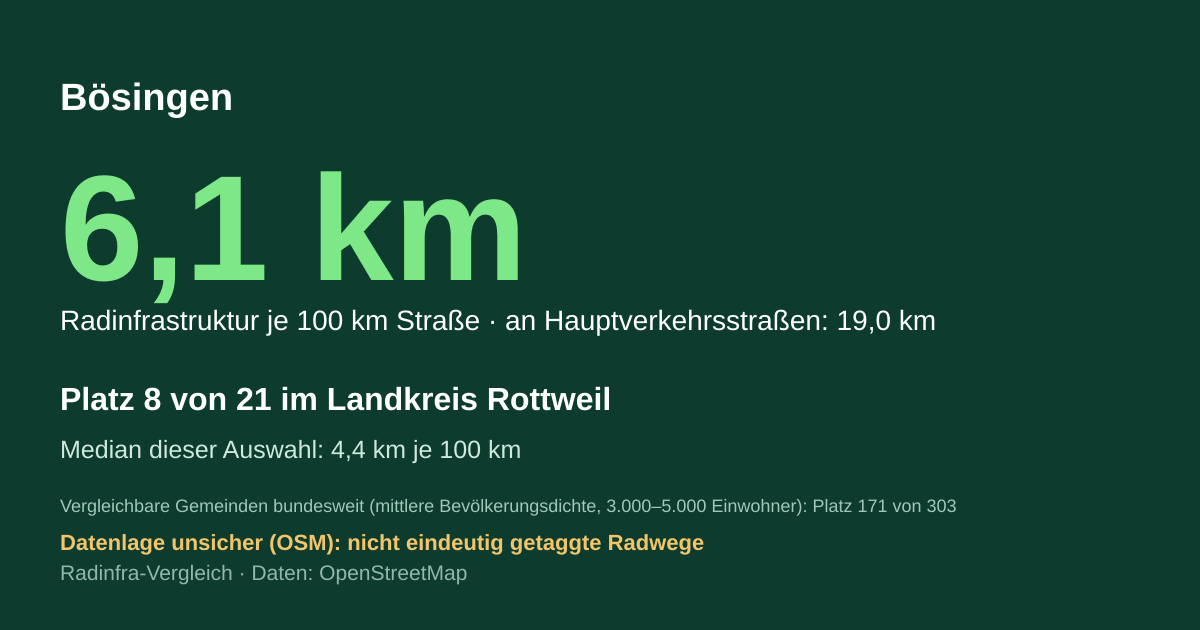 Bösingen
6,1 km
Radinfrastruktur je 100 km Straße · an Hauptverkehrsstraßen: 19,0 km
Platz 8 von 21 im Landkreis Rottweil
Median dieser Auswahl: 4,4 km je 100 km
Vergleichbare Gemeinden bundesweit (mittlere Bevölkerungsdichte, 3.000–5.000 Einwohner): Platz 171 von 303
Datenlage unsicher (OSM): nicht eindeutig getaggte Radwege
Radinfra-Vergleich · Daten: OpenStreetMap